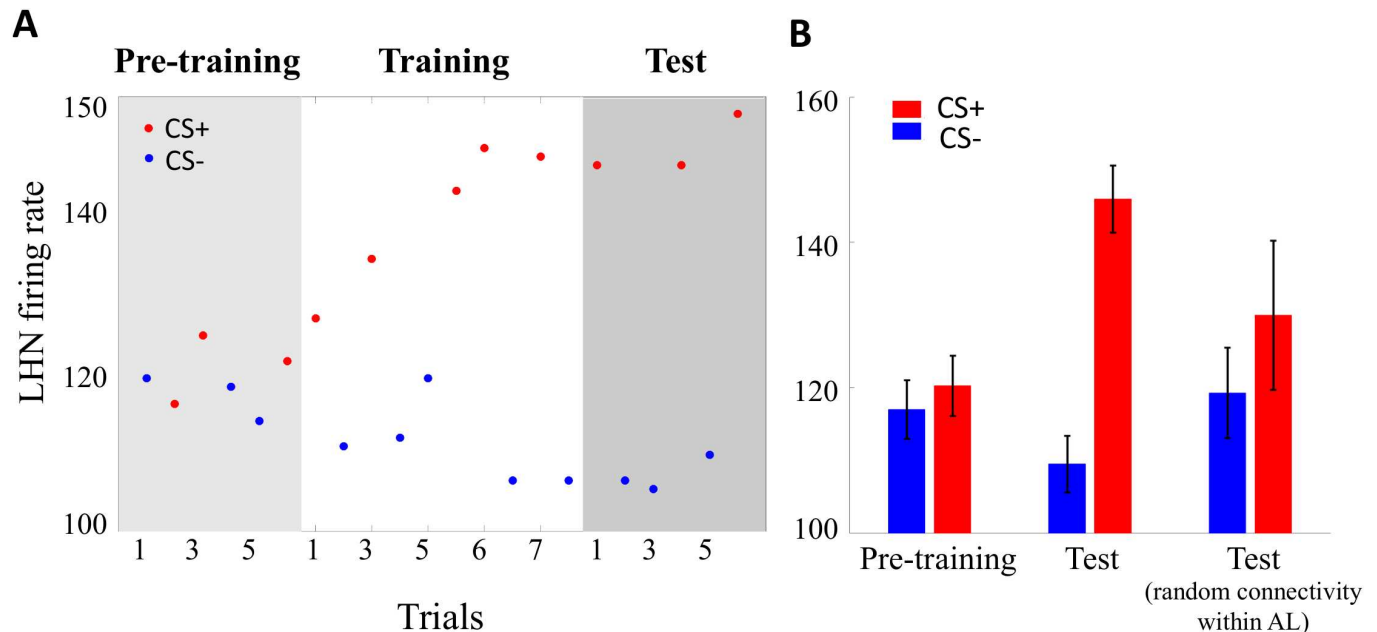 A
Pre-training Training Test
150
140
120
100
CS+
CS-
LHN firing rate
1 3 5 1 3 5 6 7 1 3 5
Trials
B
160
140
120
100
CS+
CS-
Pre-training Test Test
(random connectivity
within AL)